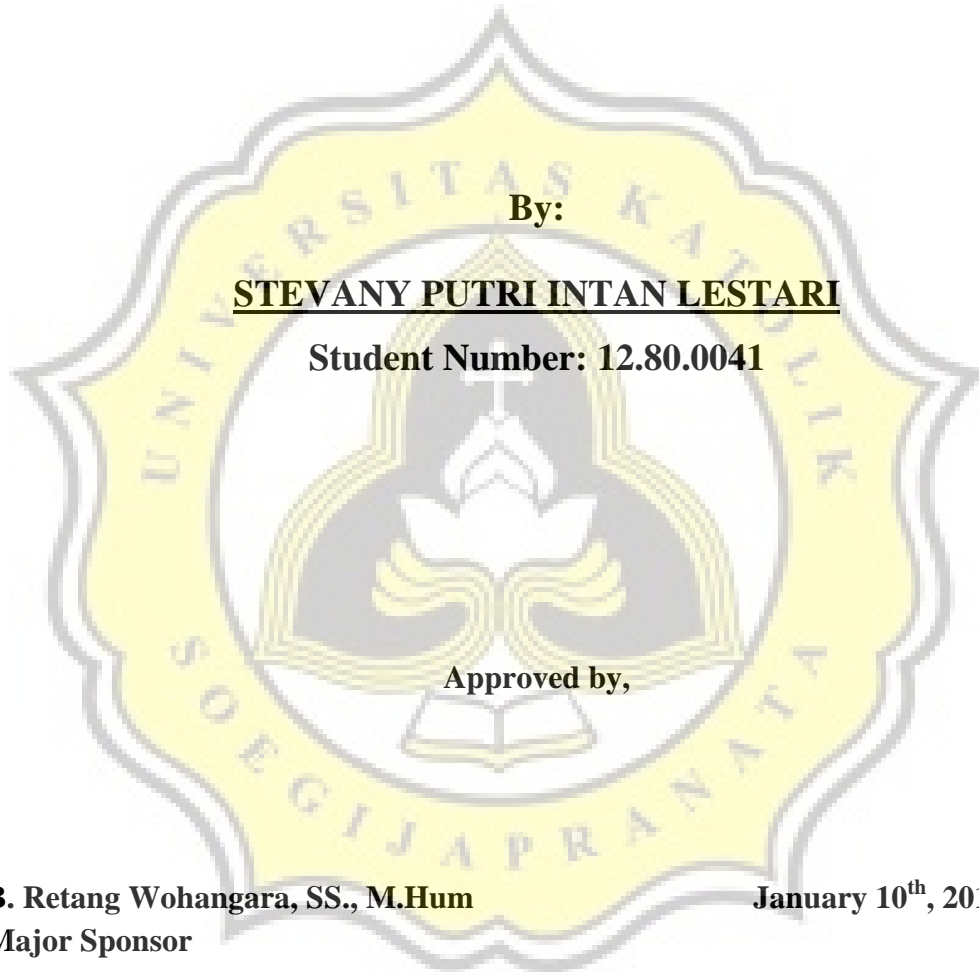 By:
STEVANY PUTRI INTAN LESTARI
Student Number: 12.80.0041
Approved by,
. Retang Wohangara, SS., M.Hum January 10th, 201
Major Sponsor
UNIVERSITAS KATOLIK
SOEGIJAPRANATA